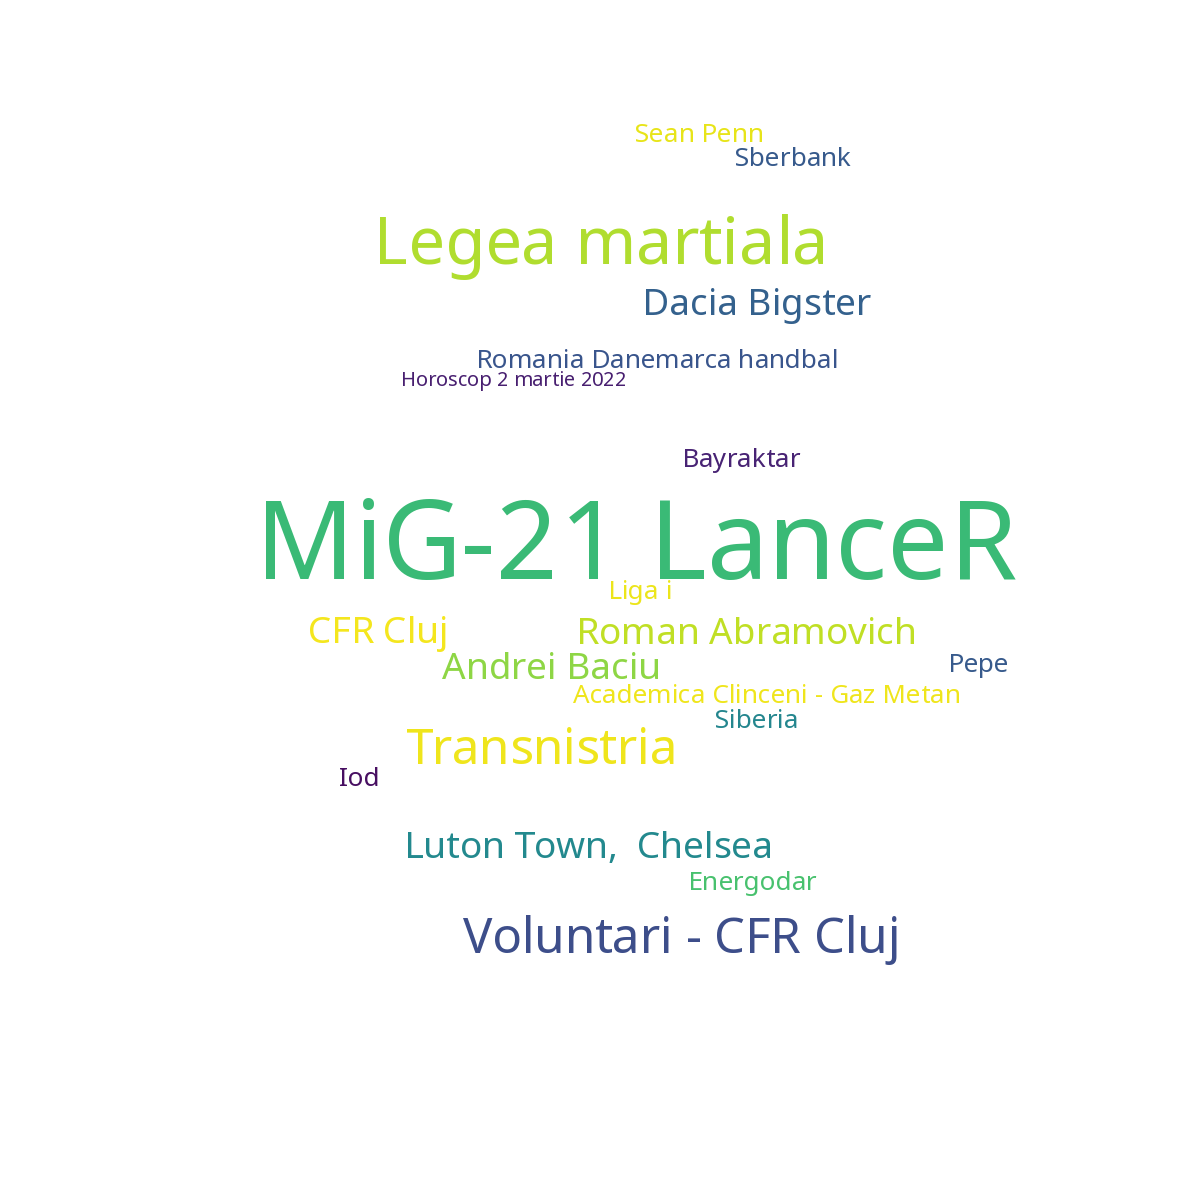 Sean Penn
Sberbank
Legea martiala
Dacia Bigster
Romania Danemarca handbal
Horoscop 2 martie 2022
Bayraktar
MiG-21 LanceR
Liga i
CFR Cluj
Roman Abramovich
Andrei Baciu
Pepe
Academica Clinceni - Gaz Metan
Siberia
Transnistria
Iod
Luton Town,  Chelsea
Energodar
Voluntari - CFR Cluj